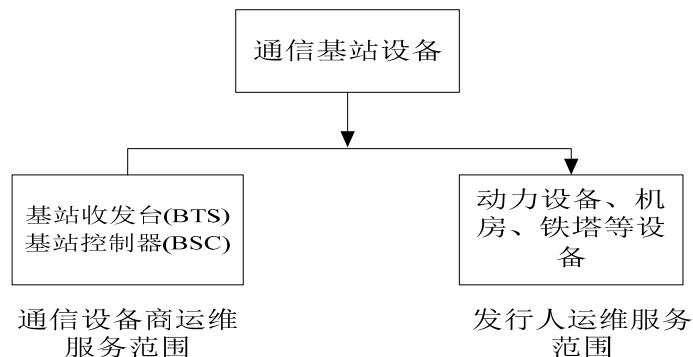 通信基站设备
基站收发台(BTS)
基站控制器(BSC)
动力设备、机
房、铁塔等设
备
通信设备商运维
服务范围
发行人运维服务
范围